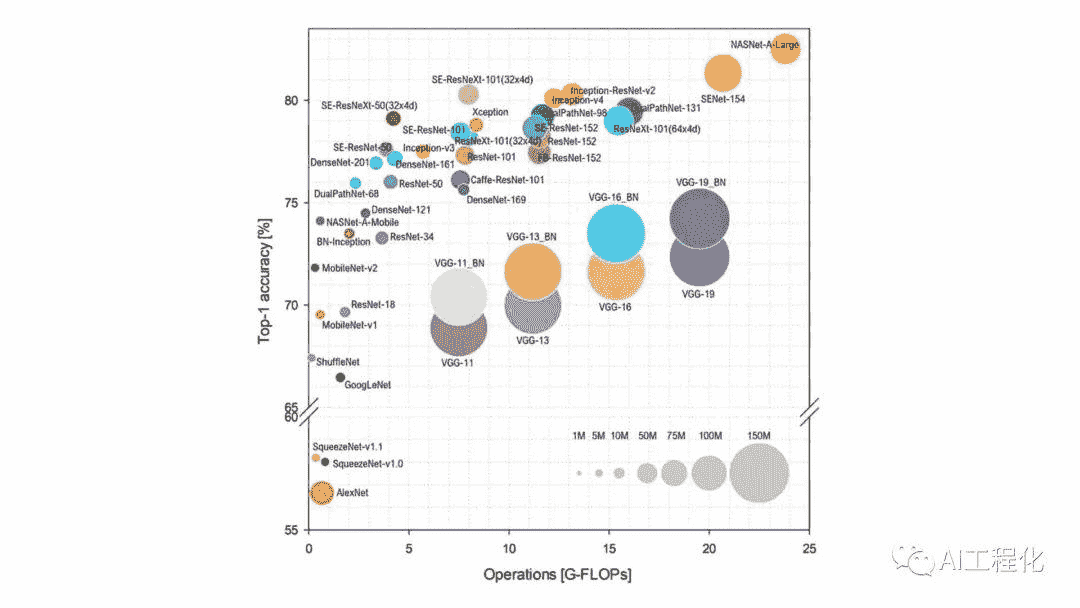 NASNet-A-Large
SE-ResNeXt-101(32x4d)
Inception-ResNet-v2
SENet-154
80
Inception-v4
SE-ResNeXt-50(32x4d)
Xception
DualPathNet-98
DualPathNet-131
SE-ResNet-101
SE-ResNet-152
ResNeXt-101(64x4d)
ResNeXt-101(32x4d)
ResNet-152
SE-ResNet-50
Inception-v3
ResNet-101
FB-ResNet-152
DenseNet-201
DenseNet-161
DualPathNet-68
ResNet-50
Caffe-ResNet-101
VGG-19_BN
DenseNet-169
VGG-16_BN
75
DenseNet-121
NASNet-A-Mobile
BN-Inception
ResNet-34
VGG-13_BN
Top-1 accuracy [%]
MobileNet-v2
VGG-11_BN
VGG-19
70
ResNet-18
VGG-16
MobileNet-v1
VGG-13
ShuffleNet
VGG-11
GoogLeNet
65
60
1M 5M 10M 50M 75M 100M 150M
SqueezeNet-v1.1
SqueezeNet-v1.0
AlexNet
55
0 5 10 15 20 25
Operations [G-FLOPs]
AI工程化